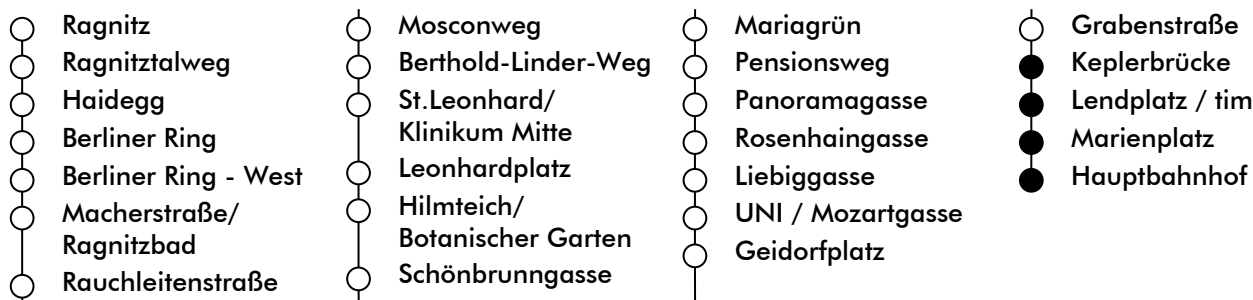 Ragnitz
Ragnitztalweg
Haidegg
Berliner Ring
Berliner Ring - West
Macherstraße/
Ragnitzbad
Rauchleitenstraße
Mosconweg
Berthold-Linder-Weg
St.Leonhard/
Klinikum Mitte
Leonhardplatz
Hilmteich/
Botanischer Garten
Schönbrunngasse
Mariagrün
Pensionsweg
Panoramagasse
Rosenhaingasse
Liebiggasse
UNI / Mozartgasse
Geidorfplatz
Grabenstraße
Keplerbrücke
Lendplatz / tim
Marienplatz
Hauptbahnhof